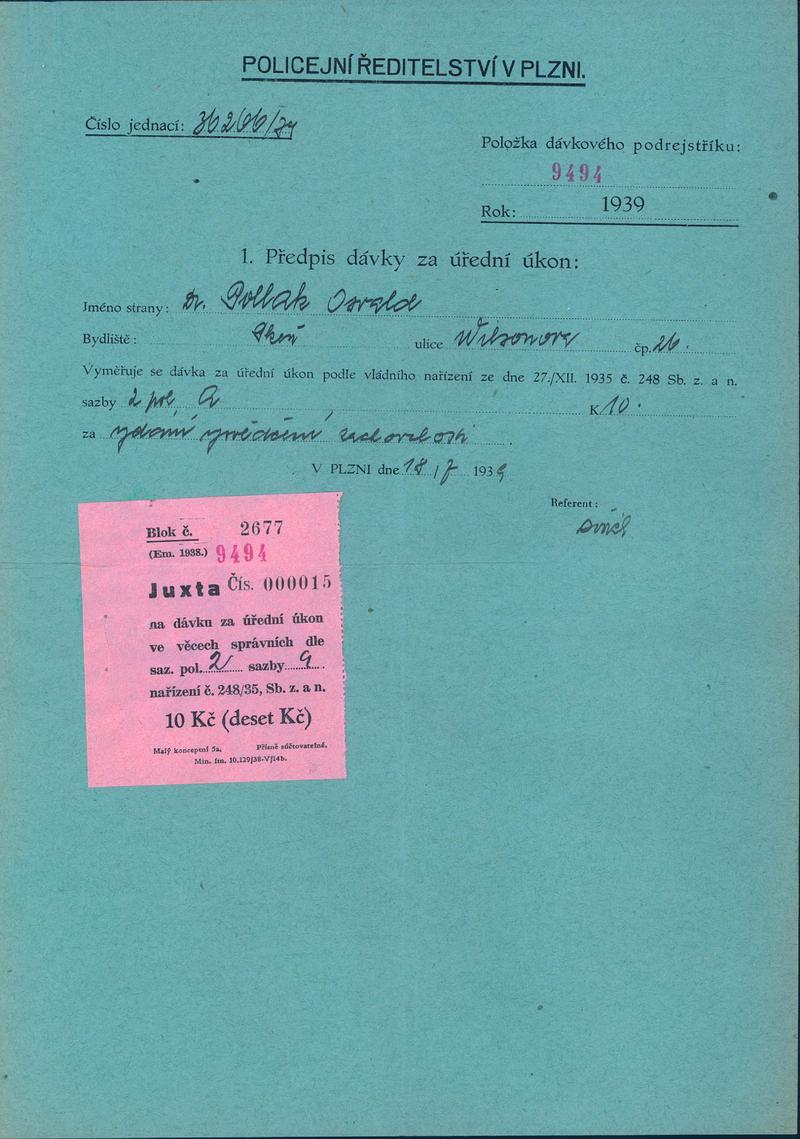 POLICEJNÍ ŘEDITELSTVÍ V PLZNI.
Číslo jednací: 36266/39
Položka dávkového podrejstříku:
9494
Rok: 1939
1. Předpis dávky za úřední úkon:
Jméno strany: Dr. Pollak Osvald
Bydliště: Plzeň ulice Wilsonova čp. 26.
Vyměřuje se dávka za úřední úkon podle vládního nařízení ze dne 27./XII. 1935 č. 248 Sb. z. a n.
sazby 2 pol, A K 10.
za vydání vysvědčení zachovalosti.
V PLZNI dne 18/7 1939
Referent:
Blok č. 2677
(Em. 1938.) 9494
Juxta Čís. 000015
na dávku za úřední úkon
ve věcech správních dle
saz. pol. 2 sazby
nařízení č. 248/35, Sb. z. a n.
10 Kč (deset Kč)
Malý konceptní 5a. Přísně súčtovatelné.
Min. fin. 10.129/38-V/14b.